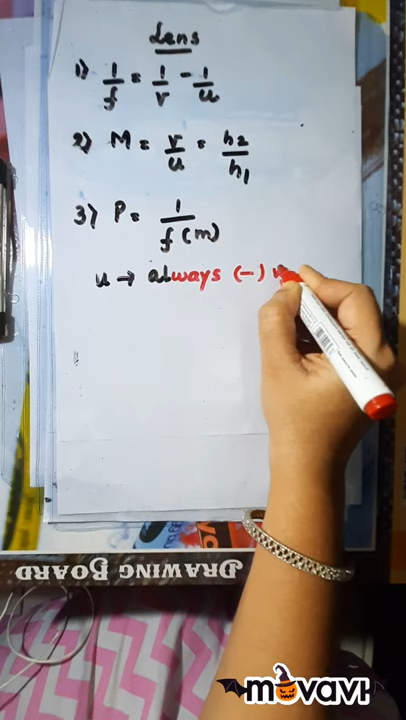 Lens
1) 1/f = 1/v - 1/u
2) M = v/u = h2/h1
3) P = 1/f(m)
u → always (-)
DRAWING BOARD
movavi